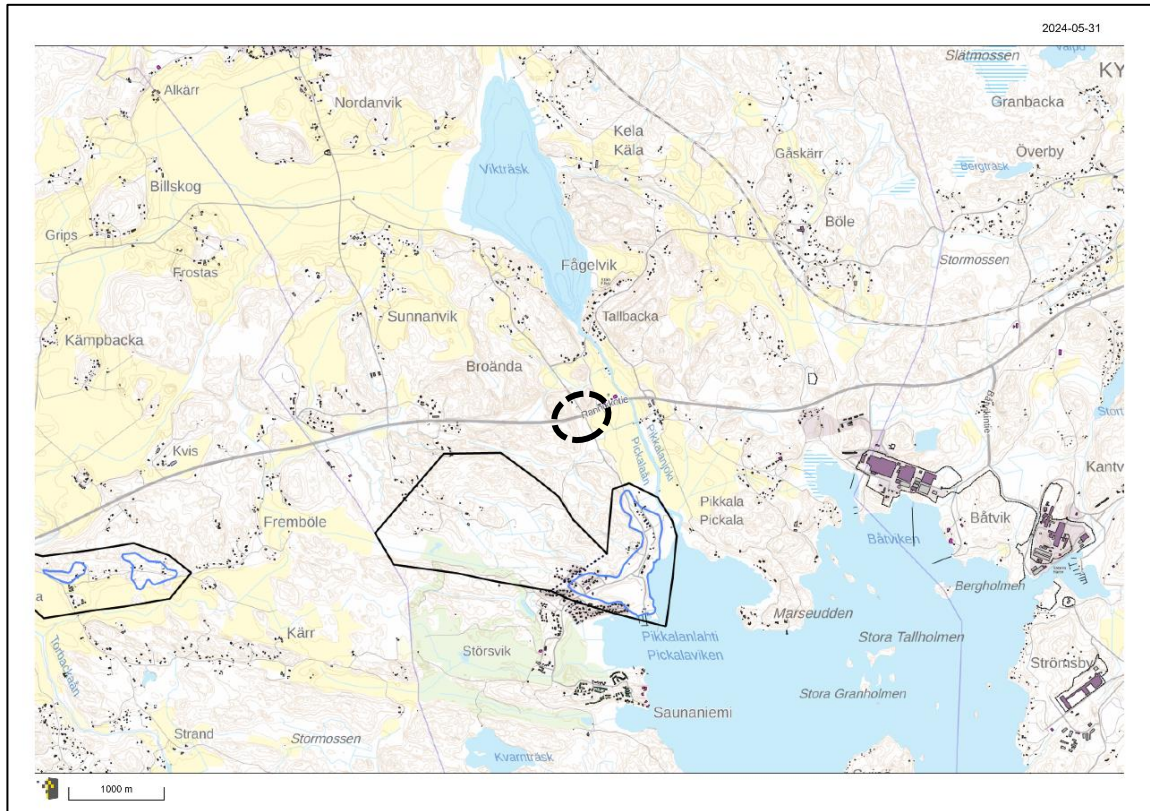 2024-05-31
Slätmossen
KY
Alkärr
Nordanvik
Granbacka
Kela
Käla
Gåskärr
Överby
Vikträsk
Bergträsk
Billskog
Böle
Grips
Stormossen
Frostas
Fågelvik
Sunnanvik
Tallbacka
Kämpbacka
Broända
Pikkalanjoki
Pickalaån
Kvis
Kantv
Pikkala
Pickala
Fremböle
Båtvik
Båtviken
Bergholmen
a
Marseudden
Kärr
Pikkalanlahti
Pickalaviken
Stora Tallholmen
Störsvik
Strömsby
Torbackaån
Stora Granholmen
Saunaniemi
Strand
Stormossen
Kvarnträsk
1000 m